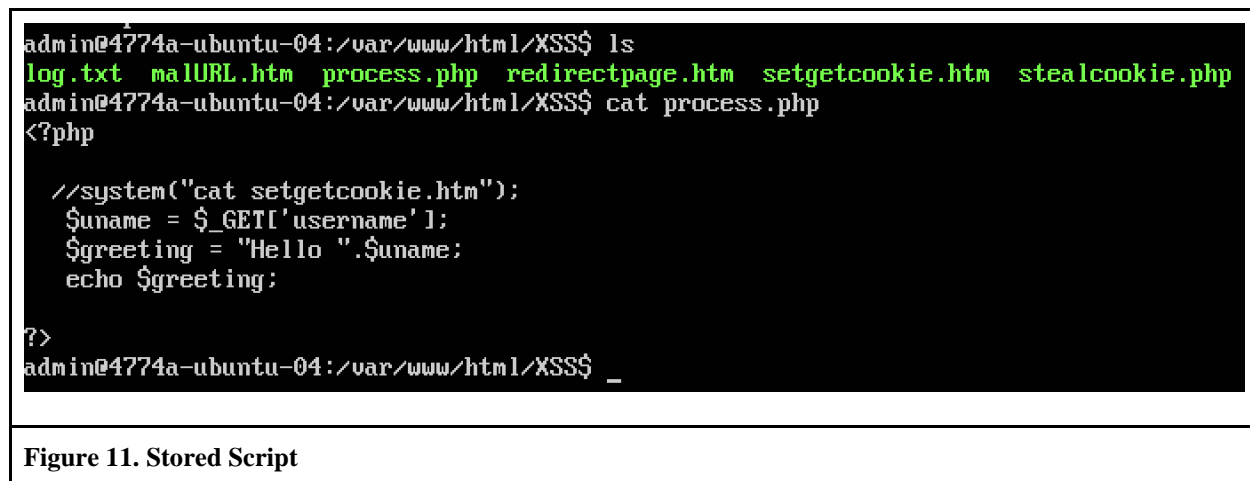 admin@4774a-ubuntu-04:/var/www/html/XSS$ ls
log.txt malURL.htm process.php redirectpage.htm setgetcookie.htm stealcookie.php
admin@4774a-ubuntu-04:/var/www/html/XSS$ cat process.php
<?php
//system("cat setgetcookie.htm");
$uname = $_GET['username'];
$greeting = "Hello ".$uname;
echo $greeting;
?>
admin@4774a-ubuntu-04:/var/www/html/XSS$ _
Figure 11. Stored Script